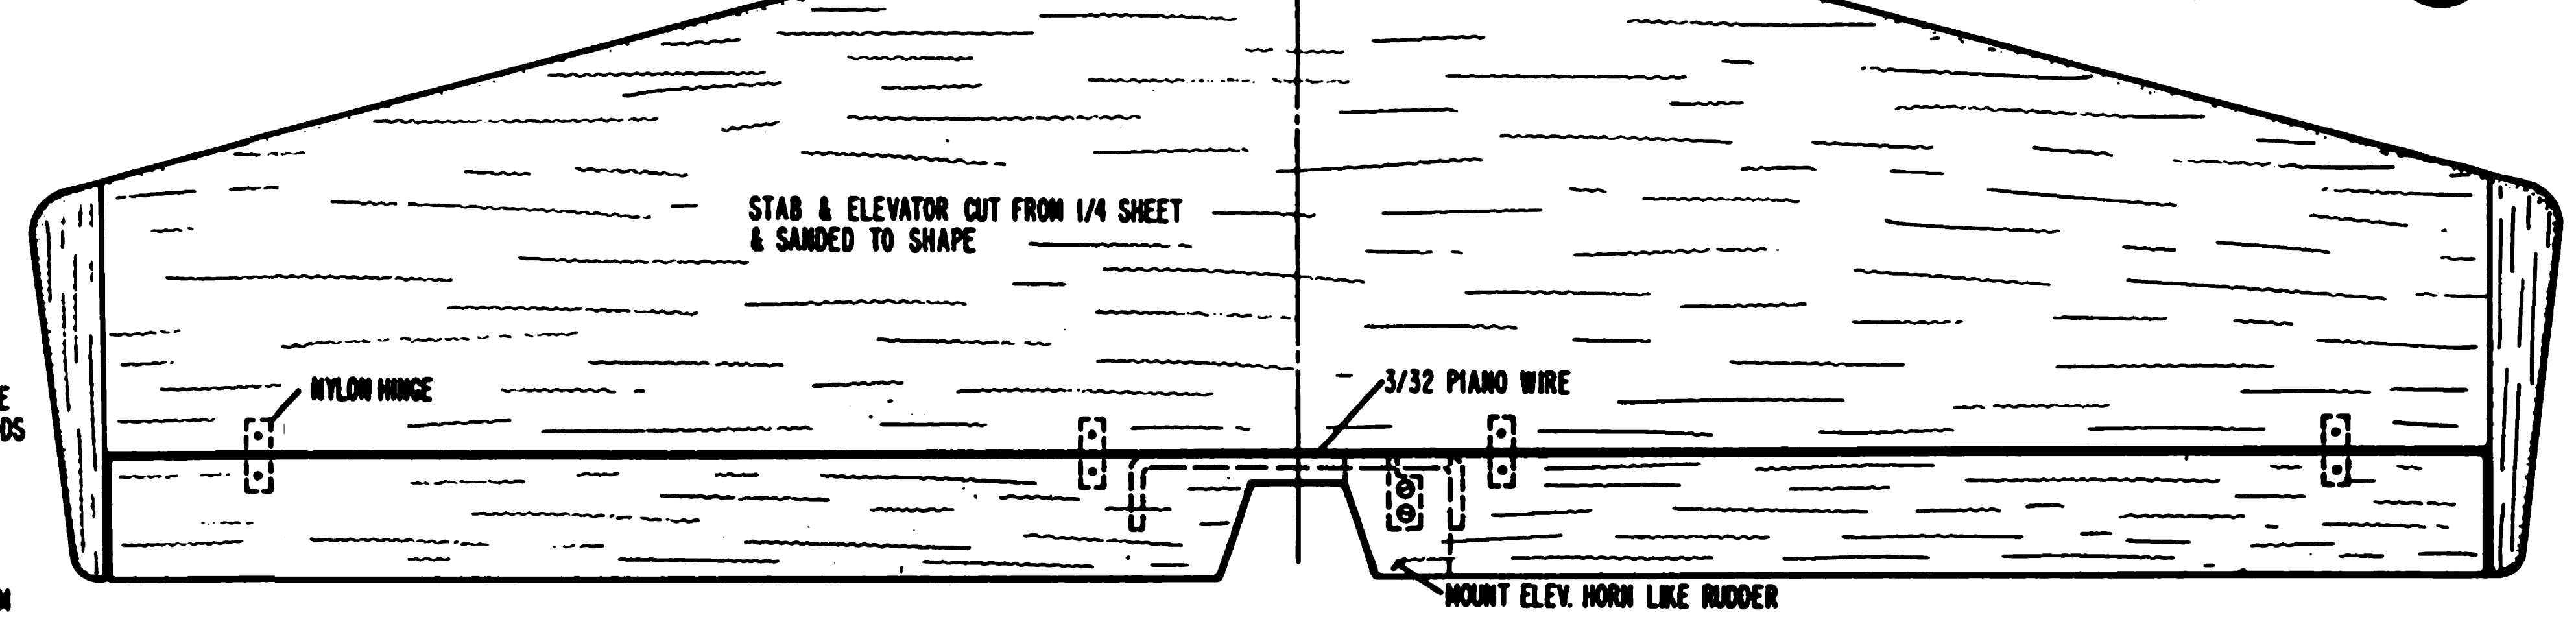 STAB & ELEVATOR CUT FROM 1/4 SHEET
& SANDED TO SHAPE
3/32 PIANO WIRE
NYLON HINGE
E
DS
MOUNT ELEV. HORN LIKE RUDDER